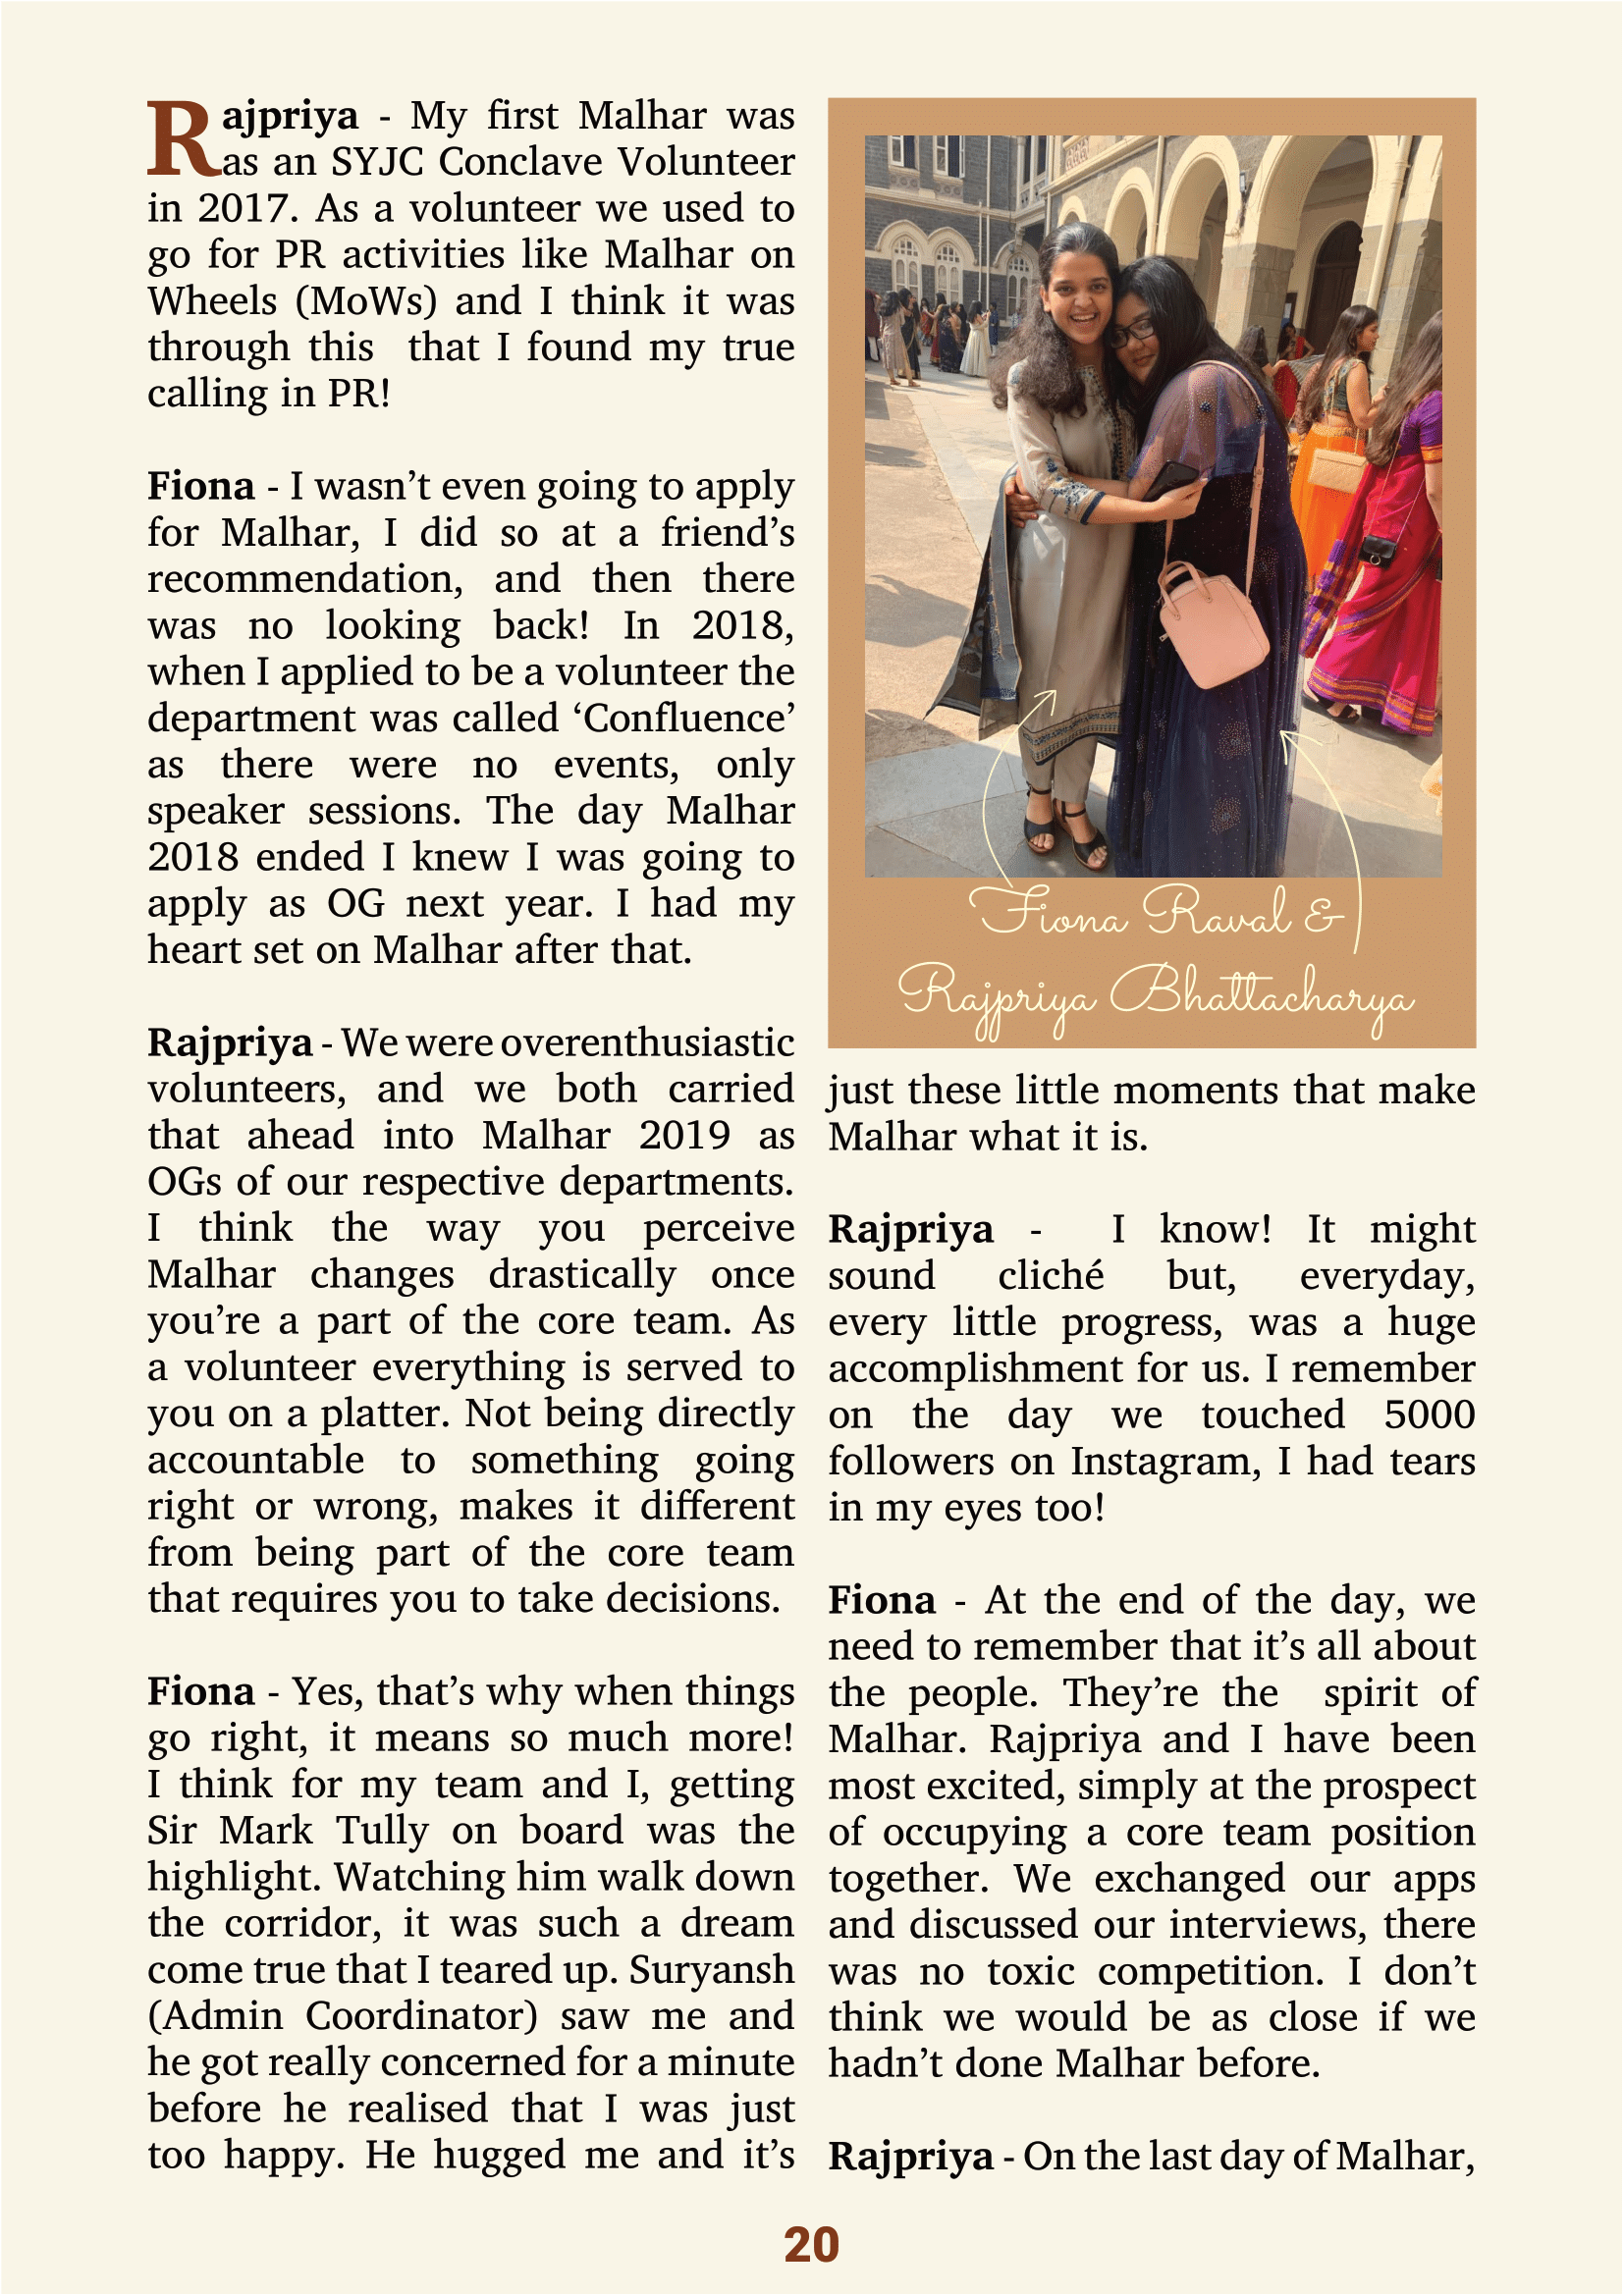 Rajpriya - My first Malhar was
as an SYJC Conclave Volunteer
in 2017. As a volunteer we used to
go for PR activities like Malhar on
Wheels (MoWs) and I think it was
through this that I found my true
calling in PR!
Fiona - I wasn’t even going to apply
for Malhar, I did so at a friend’s
recommendation, and then there
was no looking back! In 2018,
when I applied to be a volunteer the
department was called ‘Confluence’
as there were no events, only
speaker sessions. The day Malhar
2018 ended I knew I was going to
apply as OG next year. I had my
heart set on Malhar after that.
Rajpriya - We were overenthusiastic
volunteers, and we both carried
that ahead into Malhar 2019 as
OGs of our respective departments.
I think the way you perceive
Malhar changes drastically once
you’re a part of the core team. As
a volunteer everything is served to
you on a platter. Not being directly
accountable to something going
right or wrong, makes it different
from being part of the core team
that requires you to take decisions.
Fiona - Yes, that’s why when things
go right, it means so much more!
I think for my team and I, getting
Sir Mark Tully on board was the
highlight. Watching him walk down
the corridor, it was such a dream
come true that I teared up. Suryansh
(Admin Coordinator) saw me and
he got really concerned for a minute
before he realised that I was just
too happy. He hugged me and it’s
Fiona Raval &
Rajpriya Bhattacharya
just these little moments that make
Malhar what it is.
Rajpriya - I know! It might
sound cliché but, everyday,
every little progress, was a huge
accomplishment for us. I remember
on the day we touched 5000
followers on Instagram, I had tears
in my eyes too!
Fiona - At the end of the day, we
need to remember that it’s all about
the people. They’re the spirit of
Malhar. Rajpriya and I have been
most excited, simply at the prospect
of occupying a core team position
together. We exchanged our apps
and discussed our interviews, there
was no toxic competition. I don’t
think we would be as close if we
hadn’t done Malhar before.
Rajpriya - On the last day of Malhar,
20